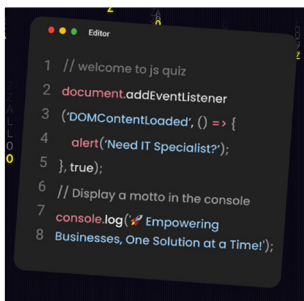 Editor
1 // welcome to js quiz
2 document.addEventListener
3 ('DOMContentLoaded', () => {
4 alert('Need IT Specialist?');
5 }, true);
6 // Display a motto in the console
7 console.log('🚀 Empowering
8 Businesses, One Solution at a Time!');